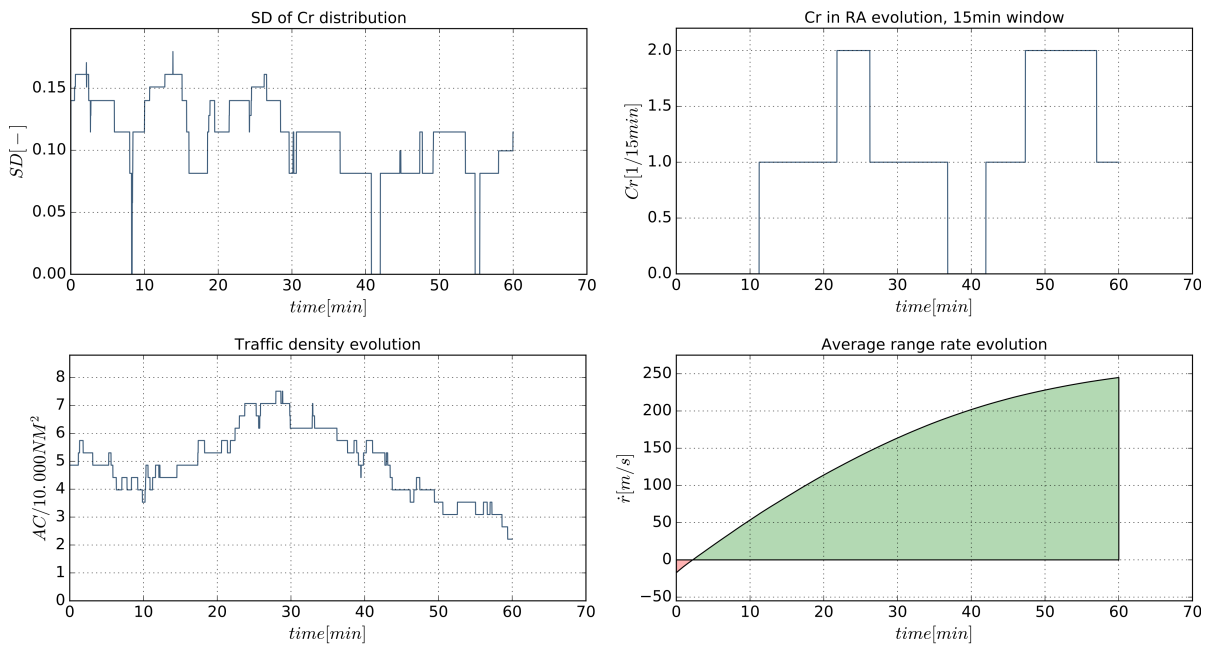 SD of Cr distribution
SD[−]
0.15
0.10
0.05
0.00
0 10 20 30 40 50 60 70
time[min]
Cr in RA evolution, 15min window
Cr[1/15min]
2.0
1.5
1.0
0.5
0.0
0 10 20 30 40 50 60 70
time[min]
Traffic density evolution
AC/10.000NM²
8
7
6
5
4
3
2
1
0
0 10 20 30 40 50 60 70
time[min]
Average range rate evolution
ṙ[m/s]
250
200
150
100
50
0
−50
0 10 20 30 40 50 60 70
time[min]